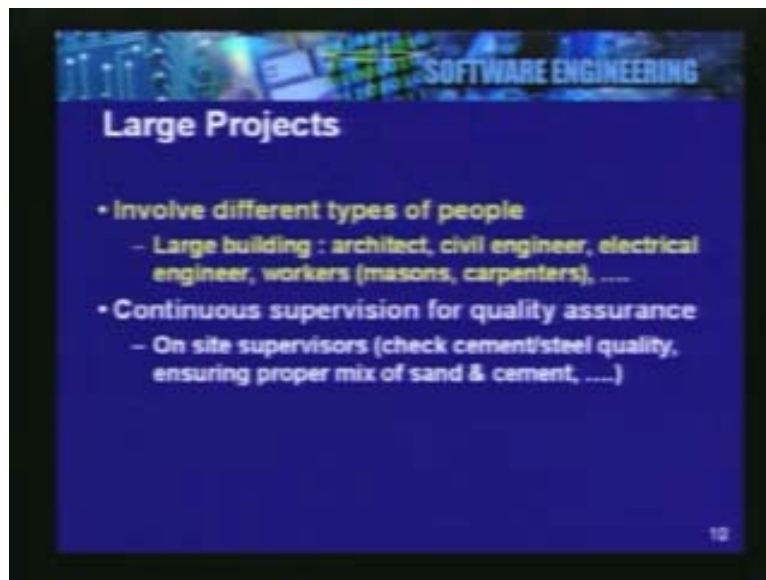 SOFTWARE ENGINEERING
Large Projects
• Involve different types of people
– Large building : architect, civil engineer, electrical
engineer, workers (masons, carpenters), ....
• Continuous supervision for quality assurance
– On site supervisors (check cement/steel quality,
ensuring proper mix of sand & cement, ....)
10